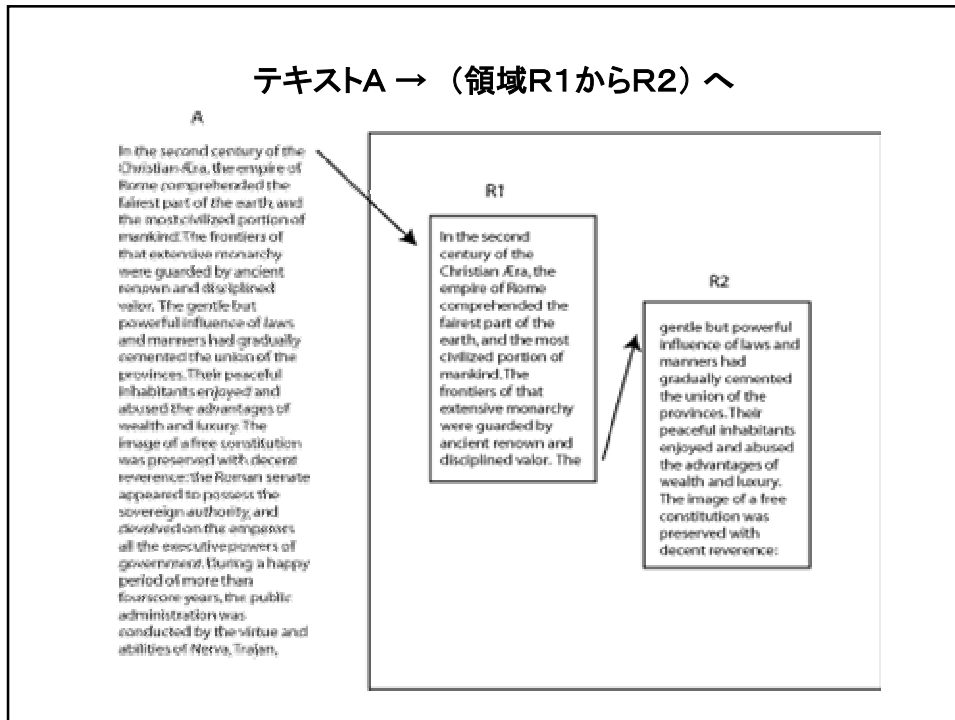 テキストA → （領域R1からR2）へ
A
In the second century of the
Christian Æra, the empire of
Rome comprehended the
fairest part of the earth, and
the most civilized portion of
mankind. The frontiers of
that extensive monarchy
were guarded by ancient
renown and disciplined
valor. The gentle but
powerful influence of laws
and manners had gradually
cemented the union of the
provinces. Their peaceful
inhabitants enjoyed and
abused the advantages of
wealth and luxury. The
image of a free constitution
was preserved with decent
reverence: the Roman senate
appeared to possess the
sovereign authority, and
devolved on the emperors
all the executive powers of
government. During a happy
period of more than
fourscore years, the public
administration was
conducted by the virtue and
abilities of Nerva, Trajan,
R1
In the second
century of the
Christian Æra, the
empire of Rome
comprehended the
fairest part of the
earth, and the most
civilized portion of
mankind. The
frontiers of that
extensive monarchy
were guarded by
ancient renown and
disciplined valor. The
R2
gentle but powerful
influence of laws and
manners had
gradually cemented
the union of the
provinces. Their
peaceful inhabitants
enjoyed and abused
the advantages of
wealth and luxury.
The image of a free
constitution was
preserved with
decent reverence: